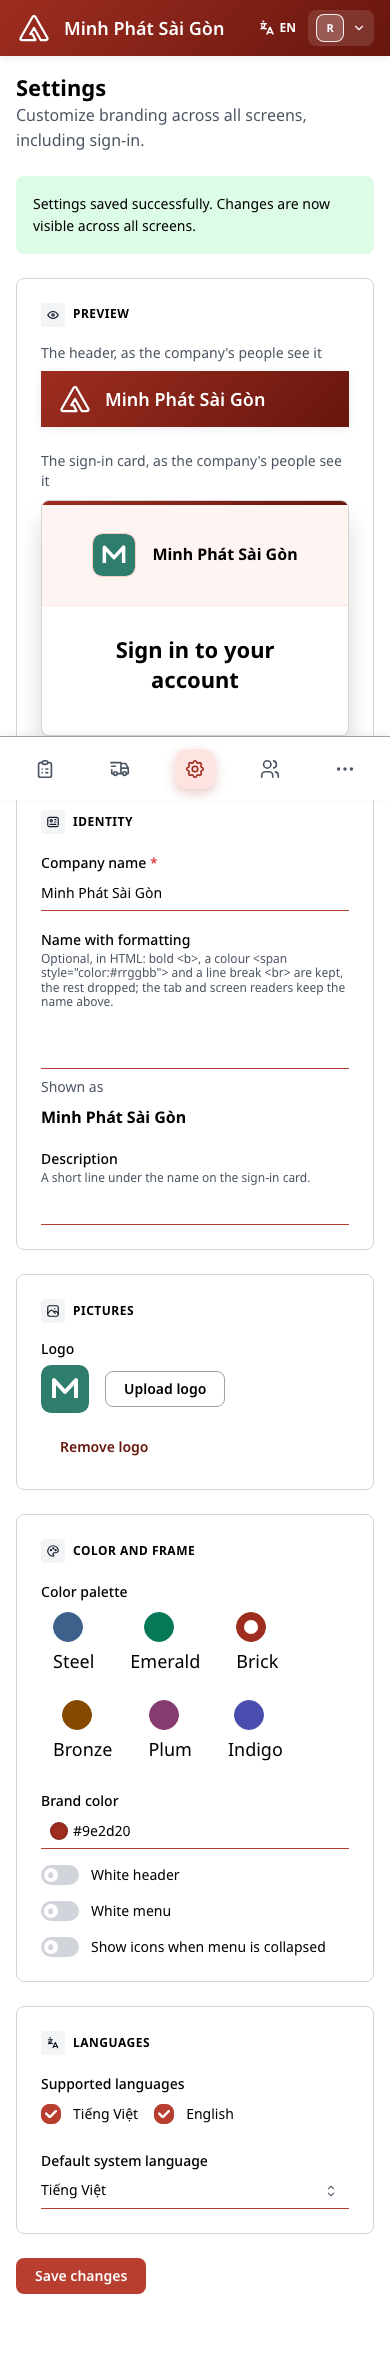 Minh Phát Sài Gòn
EN
R
Settings
Customize branding across all screens,
including sign-in.
Settings saved successfully. Changes are now
visible across all screens.
PREVIEW
The header, as the company's people see it
Minh Phát Sài Gòn
The sign-in card, as the company's people see
it
Minh Phát Sài Gòn
Sign in to your
account
IDENTITY
Company name *
Minh Phát Sài Gòn
Name with formatting
Optional, in HTML: bold <b>, a colour <span
style="color:#rrggbb"> and a line break <br> are kept,
the rest dropped; the tab and screen readers keep the
name above.
Shown as
Minh Phát Sài Gòn
Description
A short line under the name on the sign-in card.
PICTURES
Logo
Upload logo
Remove logo
COLOR AND FRAME
Color palette
Steel Emerald Brick
Bronze Plum Indigo
Brand color
#9e2d20
White header
White menu
Show icons when menu is collapsed
LANGUAGES
Supported languages
Tiếng Việt English
Default system language
Tiếng Việt
Save changes